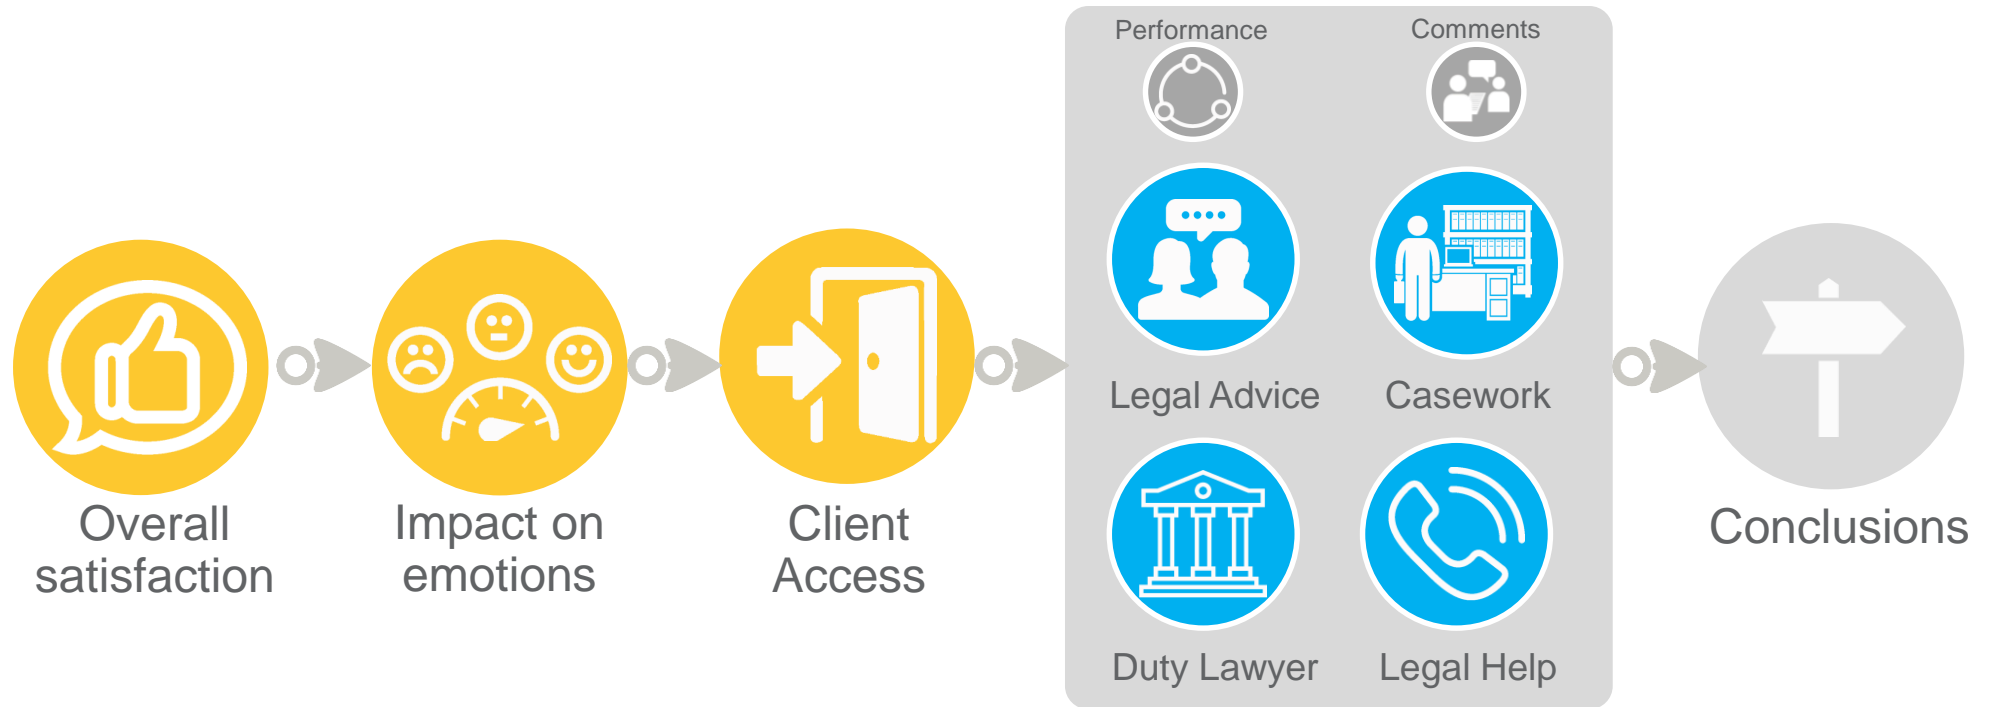 Overall
satisfaction
Impact on
emotions
Client
Access
Performance
Comments
Legal Advice
Casework
Duty Lawyer
Legal Help
Conclusions